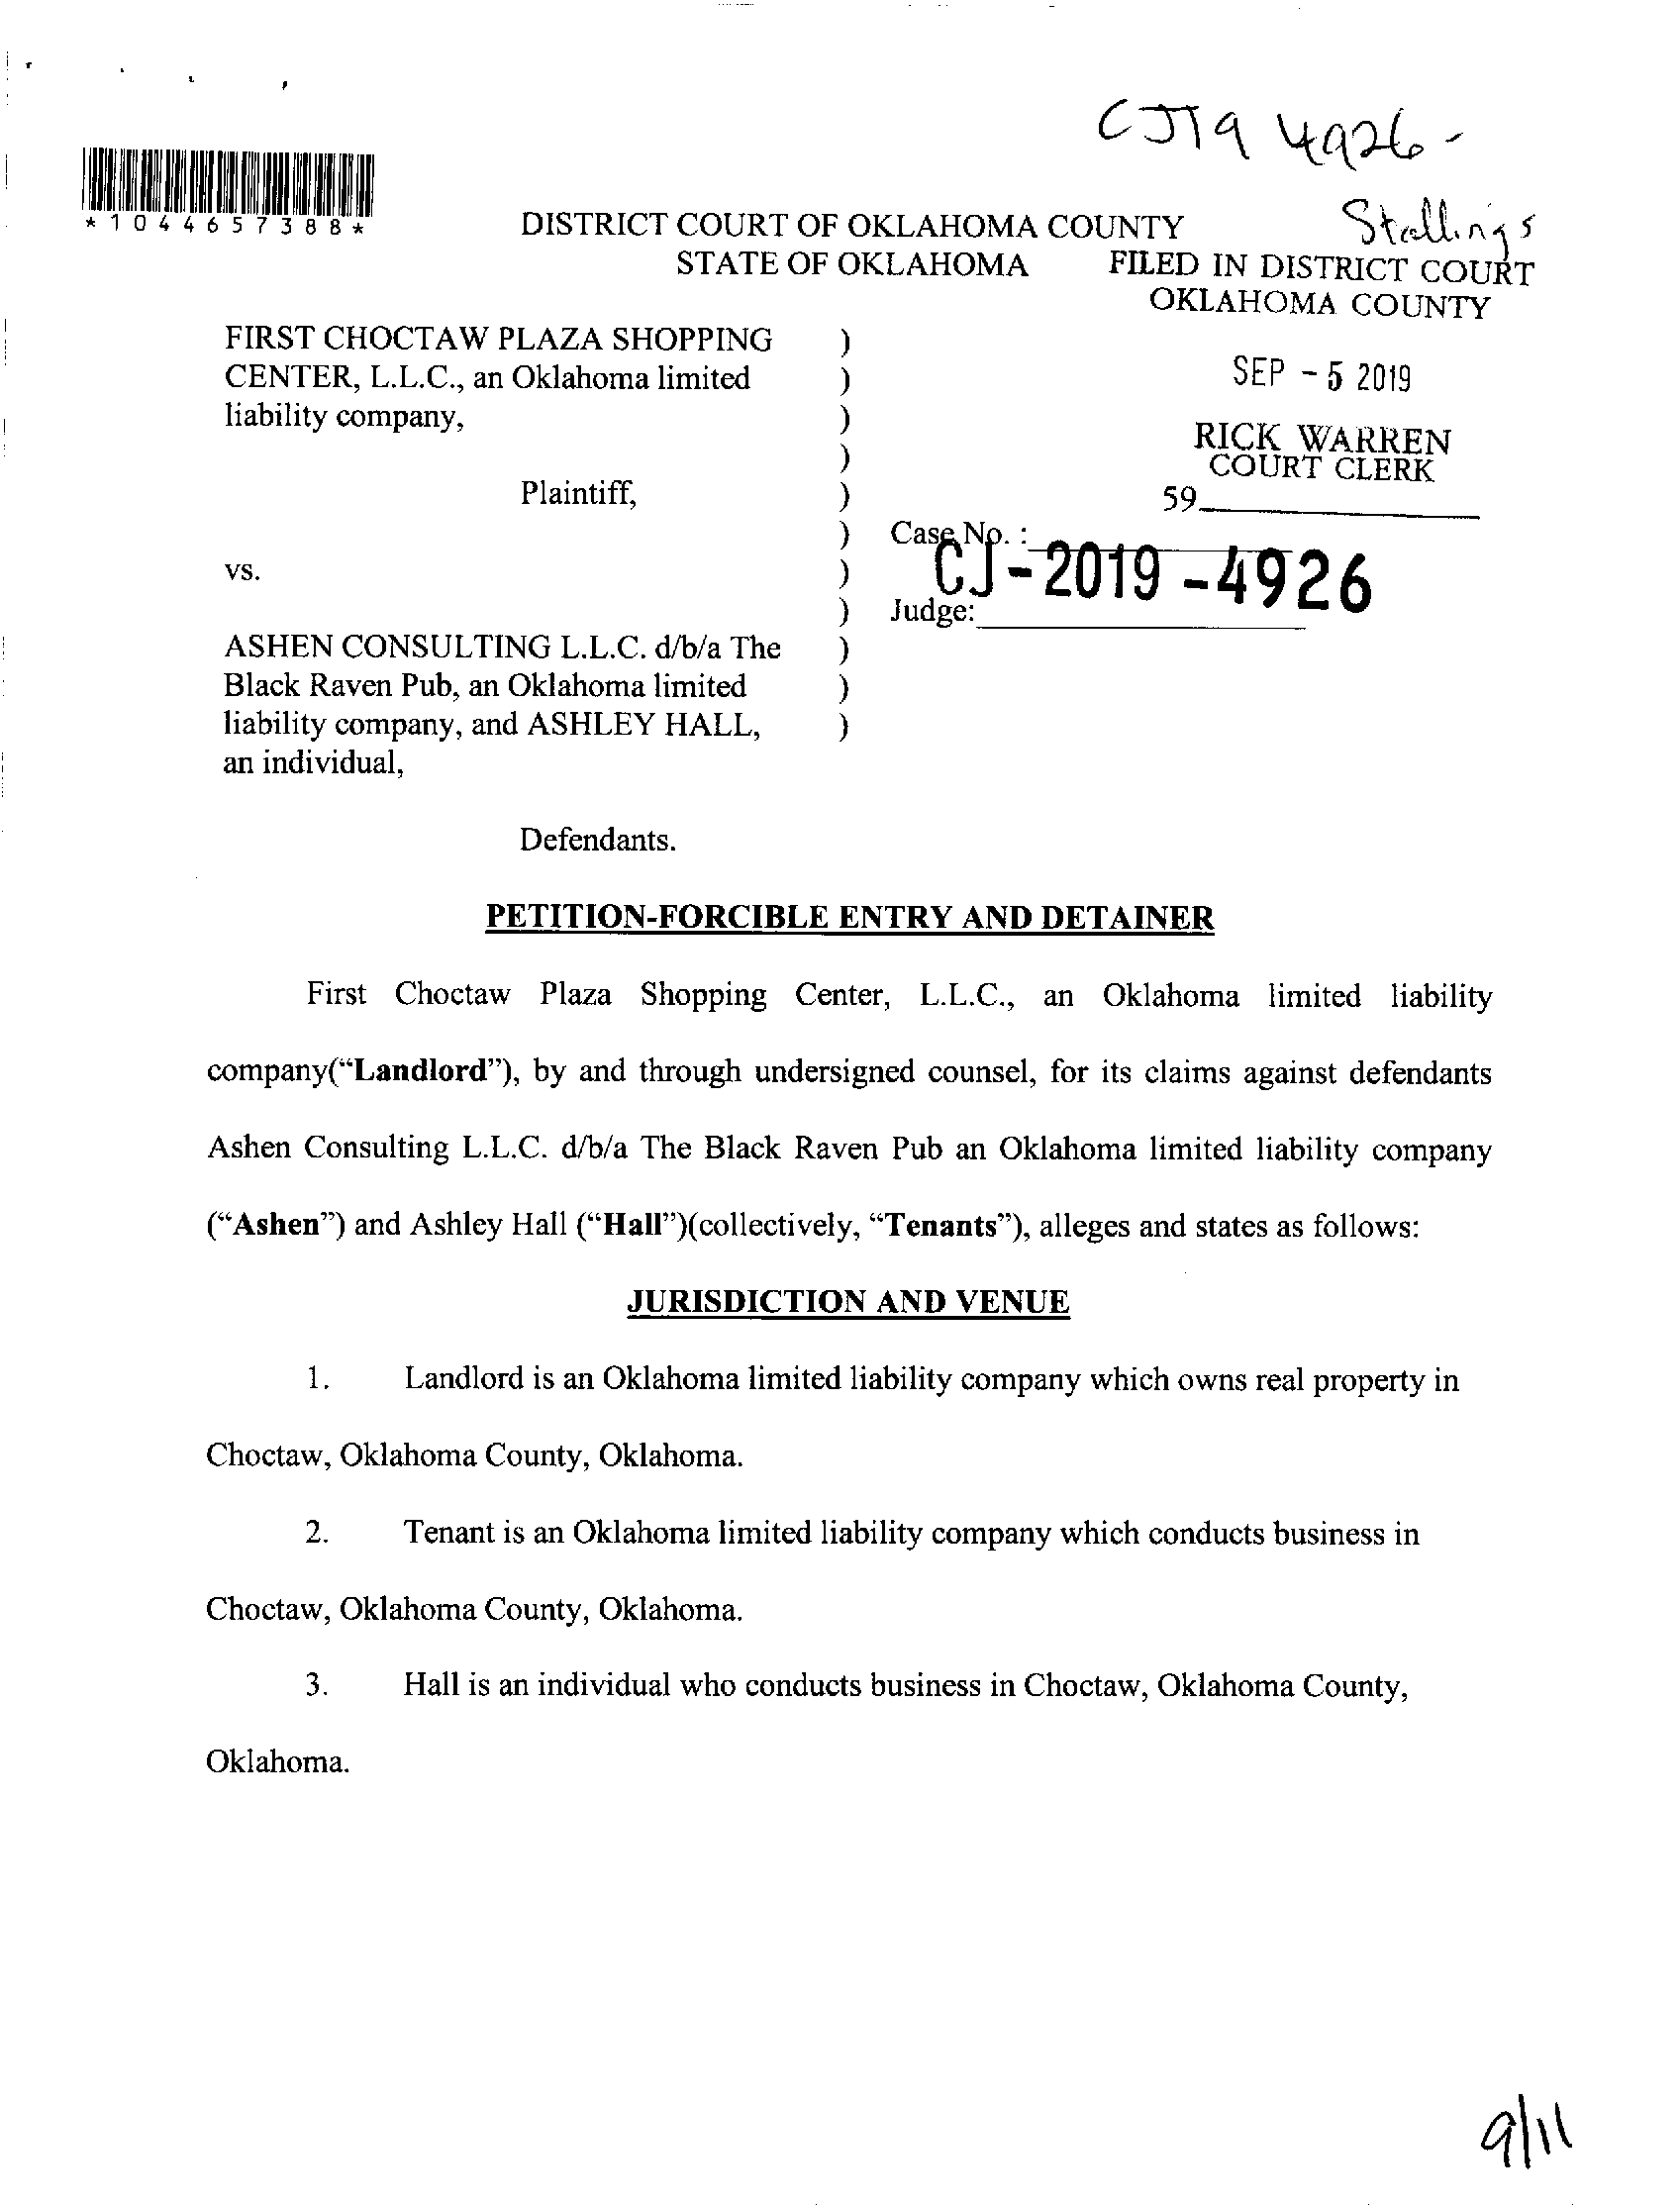 CJ19 4926-
*1044657388*
Stallings
DISTRICT COURT OF OKLAHOMA COUNTY
STATE OF OKLAHOMA
FILED IN DISTRICT COURT
OKLAHOMA COUNTY
SEP - 5 2019
RICK WARREN
COURT CLERK
59
FIRST CHOCTAW PLAZA SHOPPING )
CENTER, L.L.C., an Oklahoma limited )
liability company, )
)
Plaintiff, )
) Case No. :
CJ-2019-4926
vs. )
) Judge:
ASHEN CONSULTING L.L.C. d/b/a The )
Black Raven Pub, an Oklahoma limited )
liability company, and ASHLEY HALL, )
an individual,
Defendants.
PETITION-FORCIBLE ENTRY AND DETAINER
First Choctaw Plaza Shopping Center, L.L.C., an Oklahoma limited liability
company(“Landlord”), by and through undersigned counsel, for its claims against defendants
Ashen Consulting L.L.C. d/b/a The Black Raven Pub an Oklahoma limited liability company
(“Ashen”) and Ashley Hall (“Hall”)(collectively, “Tenants”), alleges and states as follows:
JURISDICTION AND VENUE
1. Landlord is an Oklahoma limited liability company which owns real property in
Choctaw, Oklahoma County, Oklahoma.
2. Tenant is an Oklahoma limited liability company which conducts business in
Choctaw, Oklahoma County, Oklahoma.
3. Hall is an individual who conducts business in Choctaw, Oklahoma County,
Oklahoma.
9/11